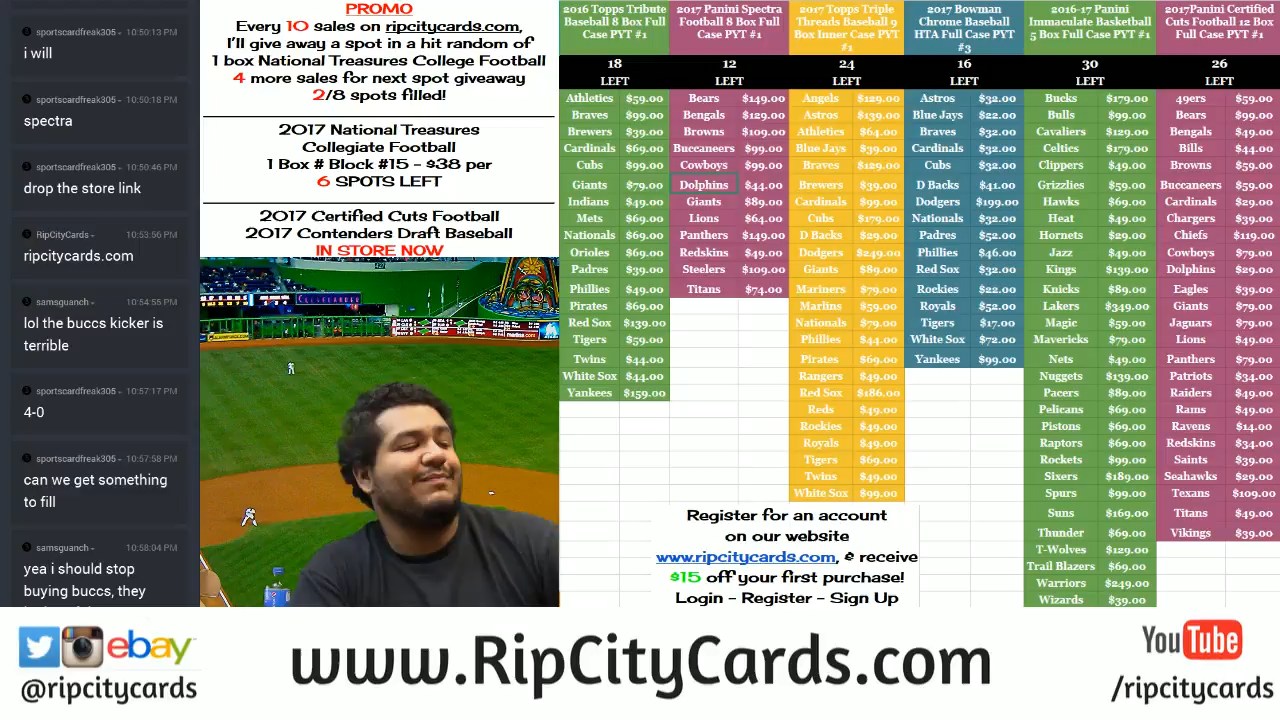 sportscardfreak305 10:50:13 PM
i will
sportscardfreak305 10:50:18 PM
spectra
sportscardfreak305 10:50:46 PM
drop the store link
RipCityCards 10:53:56 PM
ripcitycards.com
samsguanch 10:54:55 PM
lol the buccs kicker is
terrible
sportscardfreak305 10:57:17 PM
4-0
sportscardfreak305 10:57:58 PM
can we get something
to fill
samsguanch 10:58:04 PM
yea i should stop
buying buccs, they
PROMO
Every 10 sales on ripcitycards.com,
I'll give away a spot in a hit random of
1 box National Treasures College Football
4 more sales for next spot giveaway
2/8 spots filled!
2017 National Treasures
Collegiate Football
1 Box # Block #15 - $38 per
6 SPOTS LEFT
2017 Certified Cuts Football
2017 Contenders Draft Baseball
IN STORE NOW
CLEVELANDER
2016 Topps Tribute
Baseball 8 Box Full
Case PYT #1
18
LEFT
Athletics $59.00
Braves $99.00
Brewers $39.00
Cardinals $69.00
Cubs $99.00
Giants $79.00
Indians $49.00
Mets $69.00
Nationals $69.00
Orioles $69.00
Padres $39.00
Phillies $49.00
Pirates $69.00
Red Sox $139.00
Tigers $59.00
Twins $44.00
White Sox $44.00
Yankees $159.00
2017 Panini Spectra
Football 8 Box Full
Case PYT #1
12
LEFT
Bears $149.00
Bengals $129.00
Browns $109.00
Buccaneers $99.00
Cowboys $99.00
Dolphins $44.00
Giants $89.00
Lions $64.00
Panthers $149.00
Redskins $49.00
Steelers $109.00
Titans $74.00
2017 Topps Triple
Threads Baseball 9
Box Inner Case PYT
#1
24
LEFT
Angels $129.00
Astros $139.00
Athletics $64.00
Blue Jays $39.00
Braves $129.00
Brewers $39.00
Cardinals $99.00
Cubs $179.00
D Backs $29.00
Dodgers $249.00
Giants $89.00
Mariners $79.00
Marlins $59.00
Nationals $79.00
Phillies $44.00
Pirates $69.00
Rangers $49.00
Red Sox $186.00
Reds $49.00
Rockies $49.00
Royals $49.00
Tigers $69.00
Twins $49.00
White Sox $99.00
2017 Bowman
Chrome Baseball
HTA Full Case PYT
#3
16
LEFT
Astros $32.00
Blue Jays $22.00
Braves $32.00
Cardinals $32.00
Cubs $32.00
D Backs $41.00
Dodgers $199.00
Nationals $32.00
Padres $52.00
Phillies $46.00
Red Sox $32.00
Rockies $22.00
Royals $52.00
Tigers $17.00
White Sox $72.00
Yankees $99.00
2016-17 Panini
Immaculate Basketball
5 Box Full Case PYT #1
30
LEFT
Bucks $179.00
Bulls $99.00
Cavaliers $129.00
Celtics $179.00
Clippers $49.00
Grizzlies $59.00
Hawks $69.00
Heat $49.00
Hornets $29.00
Jazz $49.00
Kings $139.00
Knicks $89.00
Lakers $349.00
Magic $59.00
Mavericks $79.00
Nets $49.00
Nuggets $139.00
Pacers $89.00
Pelicans $69.00
Pistons $69.00
Raptors $69.00
Rockets $99.00
Sixers $189.00
Spurs $99.00
Suns $169.00
Thunder $69.00
T-Wolves $129.00
Trail Blazers $69.00
Warriors $249.00
Wizards $39.00
2017Panini Certified
Cuts Football 12 Box
Full Case PYT #1
26
LEFT
49ers $59.00
Bears $99.00
Bengals $49.00
Bills $44.00
Browns $59.00
Buccaneers $59.00
Cardinals $29.00
Chargers $39.00
Chiefs $119.00
Cowboys $79.00
Dolphins $29.00
Eagles $39.00
Giants $79.00
Jaguars $79.00
Lions $49.00
Panthers $79.00
Patriots $34.00
Raiders $49.00
Rams $49.00
Ravens $14.00
Redskins $34.00
Saints $39.00
Seahawks $29.00
Texans $109.00
Titans $49.00
Vikings $39.00
Register for an account
on our website
www.ripcitycards.com, & receive
$15 off your first purchase!
Login - Register - Sign Up
ebay
@ripcitycards
www.RipCityCards.com
YouTube
/ripcitycards